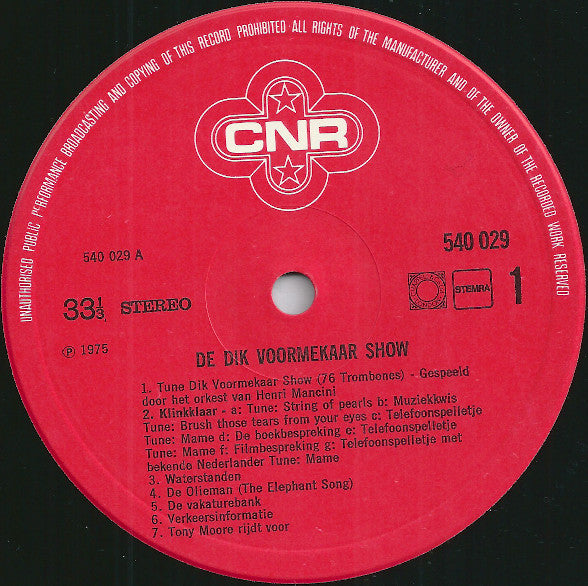 UNAUTHORISED PUBLIC PERFORMANCE BROADCASTING AND COPYING OF THIS RECORD PROHIBITED·ALL RIGHTS OF THE MANUFACTURER AND OF THE OWNER OF THE RECORDED WORK RESERVED
CNR
540 029 A
540 029
33⅓ STEREO
STEMRA
1
℗ 1975
DE DIK VOORMEKAAR SHOW
1. Tune Dik Voormekaar Show (76 Trombones) - Gespeeld
door het orkest van Henri Mancini
2. Klinkklaar - a: Tune: String of pearls b: Muziekkwis
Tune: Brush those tears from your eyes c: Telefoonspelletje
Tune: Mame d: De boekbespreking e: Telefoonspelletje
Tune: Mame f: Filmbespreking g: Telefoonspelletje met
bekende Nederlander Tune: Mame
3. Waterstanden
4. De Olieman (The Elephant Song)
5. De vakaturebank
6. Verkeersinformatie
7. Tony Moore rijdt voor